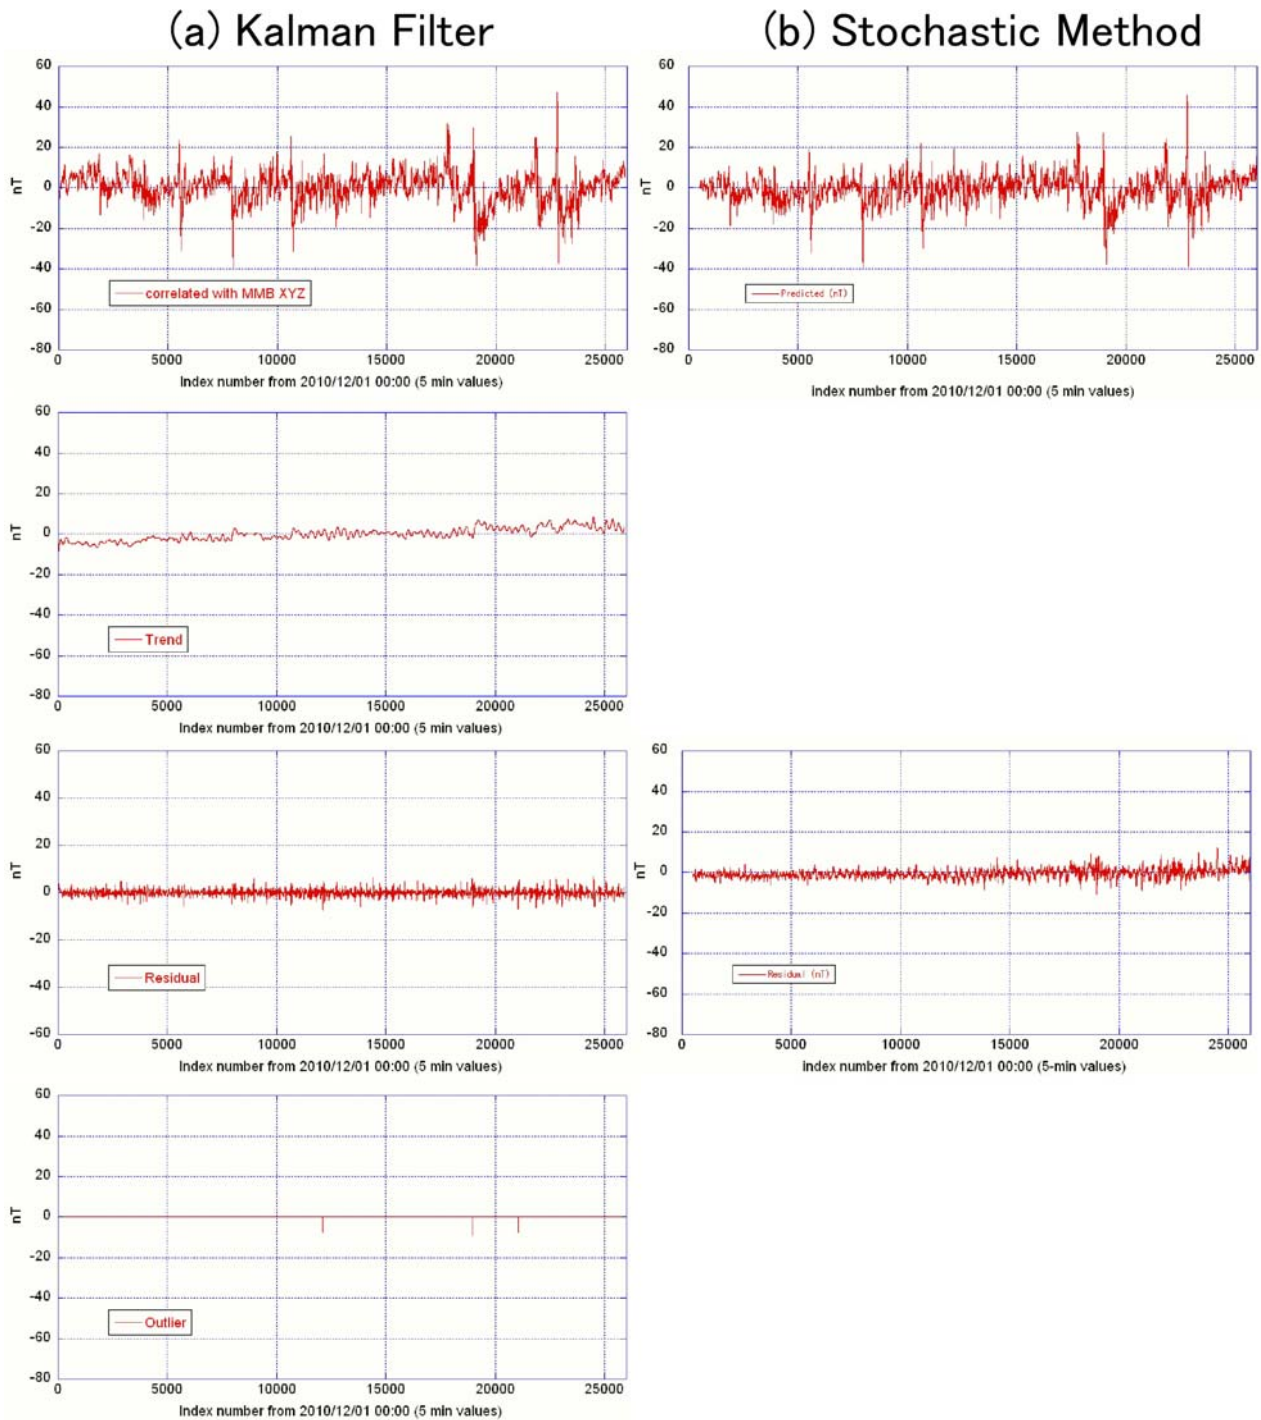 (a) Kalman Filter
(b) Stochastic Method
60
40
20
0
-20
-40
-60
-80
nT
correlated with MMB XYZ
0 5000 10000 15000 20000 25000
Index number from 2010/12/01 00:00 (5 min values)
60
40
20
0
-20
-40
-60
-80
nT
Predicted (nT)
0 5000 10000 15000 20000 25000
Index number from 2010/12/01 00:00 (5 min values)
60
40
20
0
-20
-40
-60
-80
nT
Trend
0 5000 10000 15000 20000 25000
Index number from 2010/12/01 00:00 (5 min values)
60
40
20
0
-20
-40
-60
nT
Residual
0 5000 10000 15000 20000 25000
Index number from 2010/12/01 00:00 (5 min values)
60
40
20
0
-20
-40
-60
-80
nT
Residual (nT)
0 5000 10000 15000 20000 25000
Index number from 2010/12/01 00:00 (5-min values)
60
40
20
0
-20
-40
-60
-80
nT
Outlier
0 5000 10000 15000 20000 25000
Index number from 2010/12/01 00:00 (5 min values)